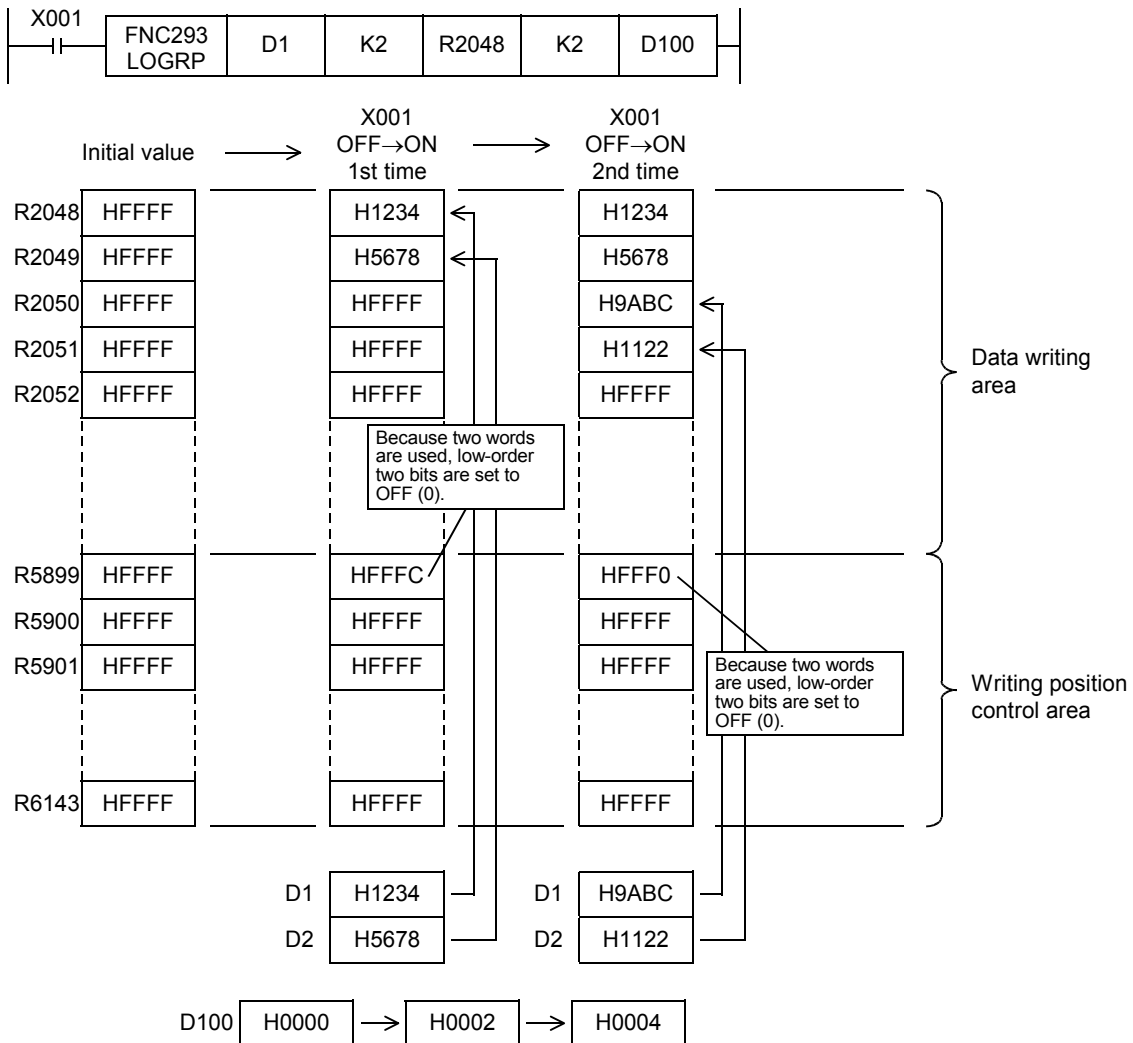 X001
FNC293 LOGRP D1 K2 R2048 K2 D100
Initial value
X001 OFF→ON 1st time
X001 OFF→ON 2nd time
R2048 HFFFF H1234 H1234
R2049 HFFFF H5678 H5678
R2050 HFFFF HFFFF H9ABC
R2051 HFFFF HFFFF H1122
R2052 HFFFF HFFFF HFFFF
Data writing
area
Because two words
are used, low-order
two bits are set to
OFF (0).
R5899 HFFFF HFFFC HFFF0
R5900 HFFFF HFFFF HFFFF
R5901 HFFFF HFFFF HFFFF
Because two words
are used, low-order
two bits are set to
OFF (0).
Writing position
control area
R6143 HFFFF HFFFF HFFFF
D1 H1234 D1 H9ABC
D2 H5678 D2 H1122
D100 H0000 H0002 H0004